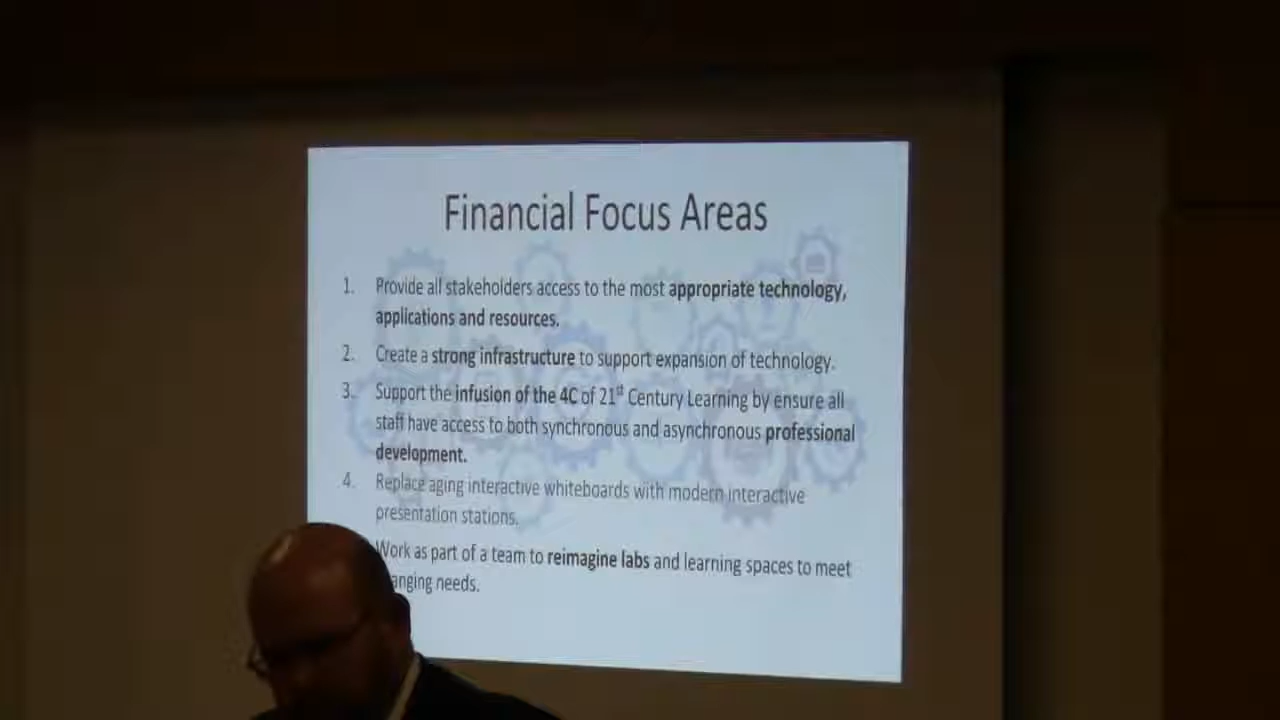 Financial Focus Areas
1. Provide all stakeholders access to the most appropriate technology,
applications and resources.
2. Create a strong infrastructure to support expansion of technology.
3. Support the infusion of the 4C of 21st Century Learning by ensure all
staff have access to both synchronous and asynchronous professional
development.
4. Replace aging interactive whiteboards with modern interactive
presentation stations.
Work as part of a team to reimagine labs and learning spaces to meet
anging needs.